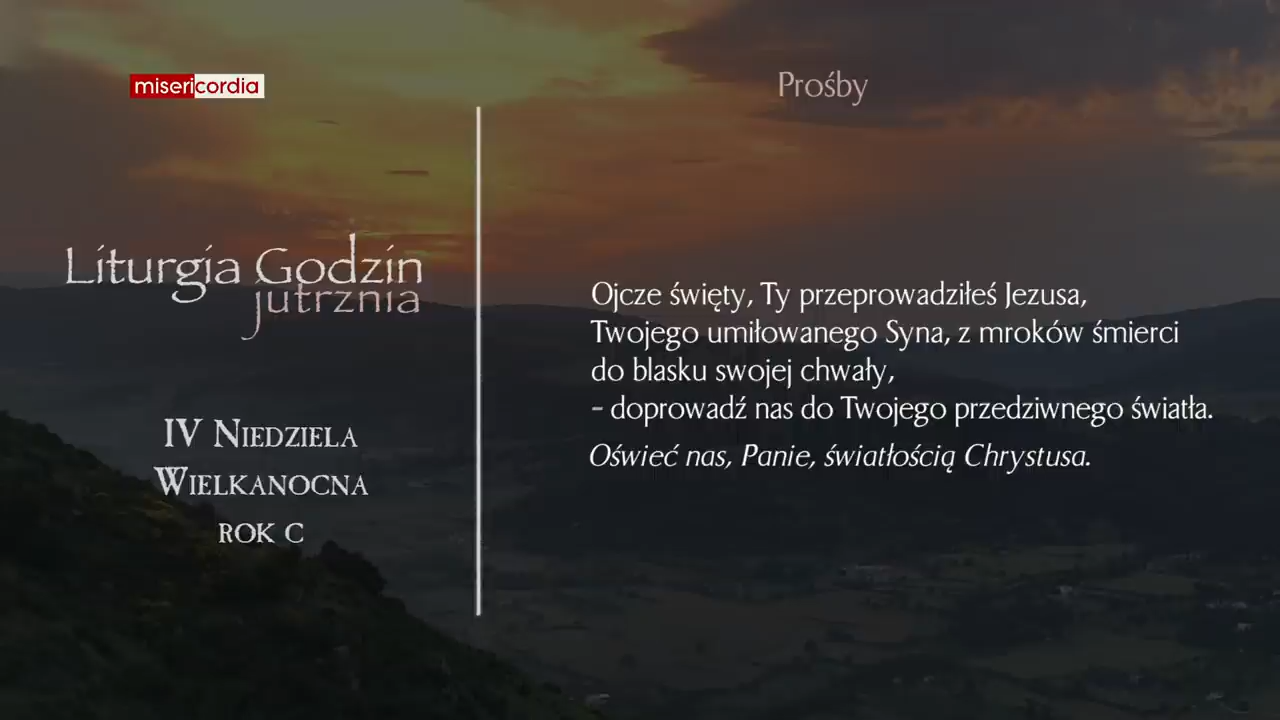 misericordia
Prośby
Liturgia Godzin
jutrznia
IV Niedziela
Wielkanocna
rok C
Ojcze święty, Ty przeprowadziłeś Jezusa,
Twojego umiłowanego Syna, z mroków śmierci
do blasku swojej chwały,
- doprowadź nas do Twojego przedziwnego światła.
Oświeć nas, Panie, światłością Chrystusa.